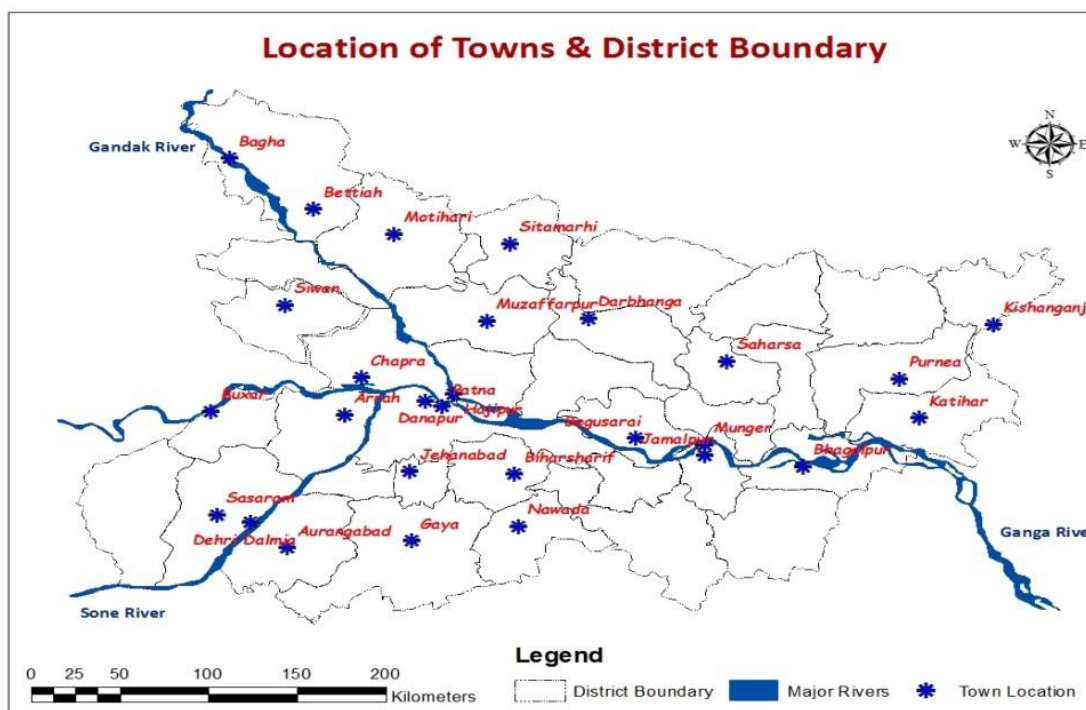 Location of Towns & District Boundary
N
W E
S
Gandak River
Bagha
Bettiah
Motihari
Sitamarhi
Siwan
Muzaffarpur
Darbhanga
Kishanganj
Saharsa
Chapra
Purnea
Patna
Buxar
Arrah
Danapur
Hajipur
Katihar
Begusarai
Munger
Jamalpur
Jehanabad
Biharsharif
Bhagalpur
Sasaram
Nawada
Dehri Dalmia
Aurangabad
Gaya
Ganga River
Sone River
Legend
0 25 50 100 150 200
Kilometers
District Boundary
Major Rivers
Town Location